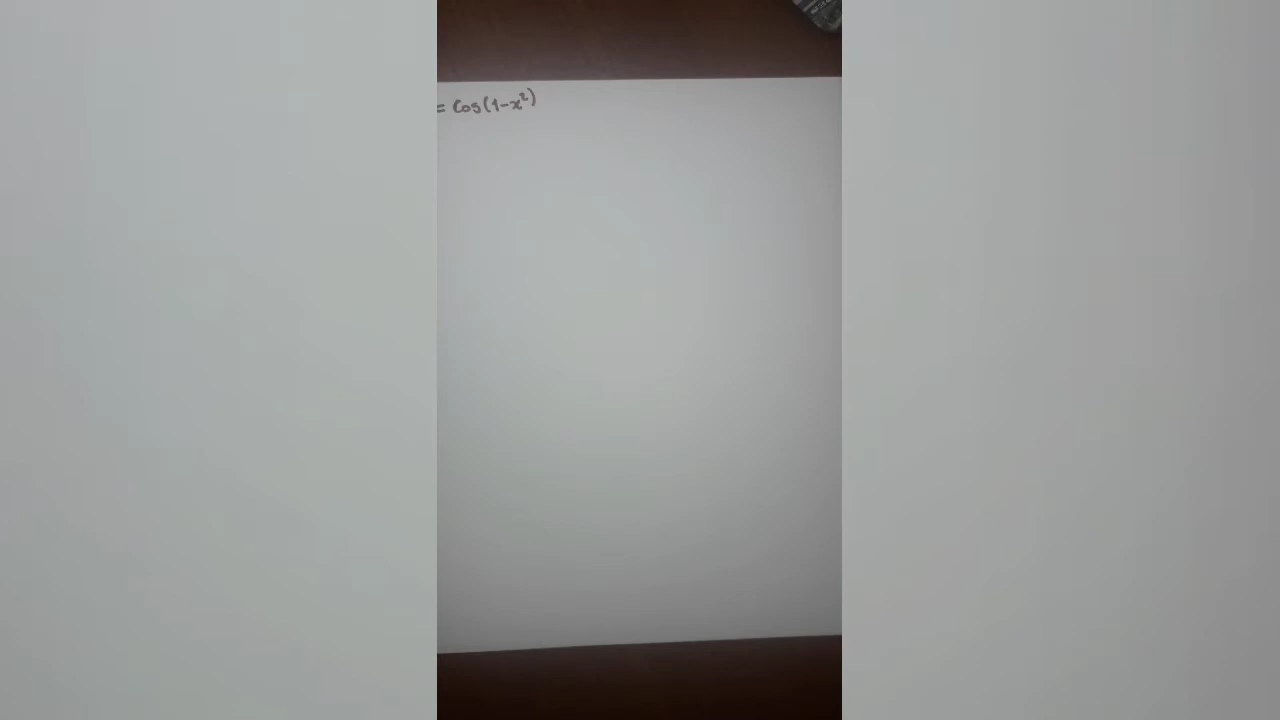 = Cos(1-x²)